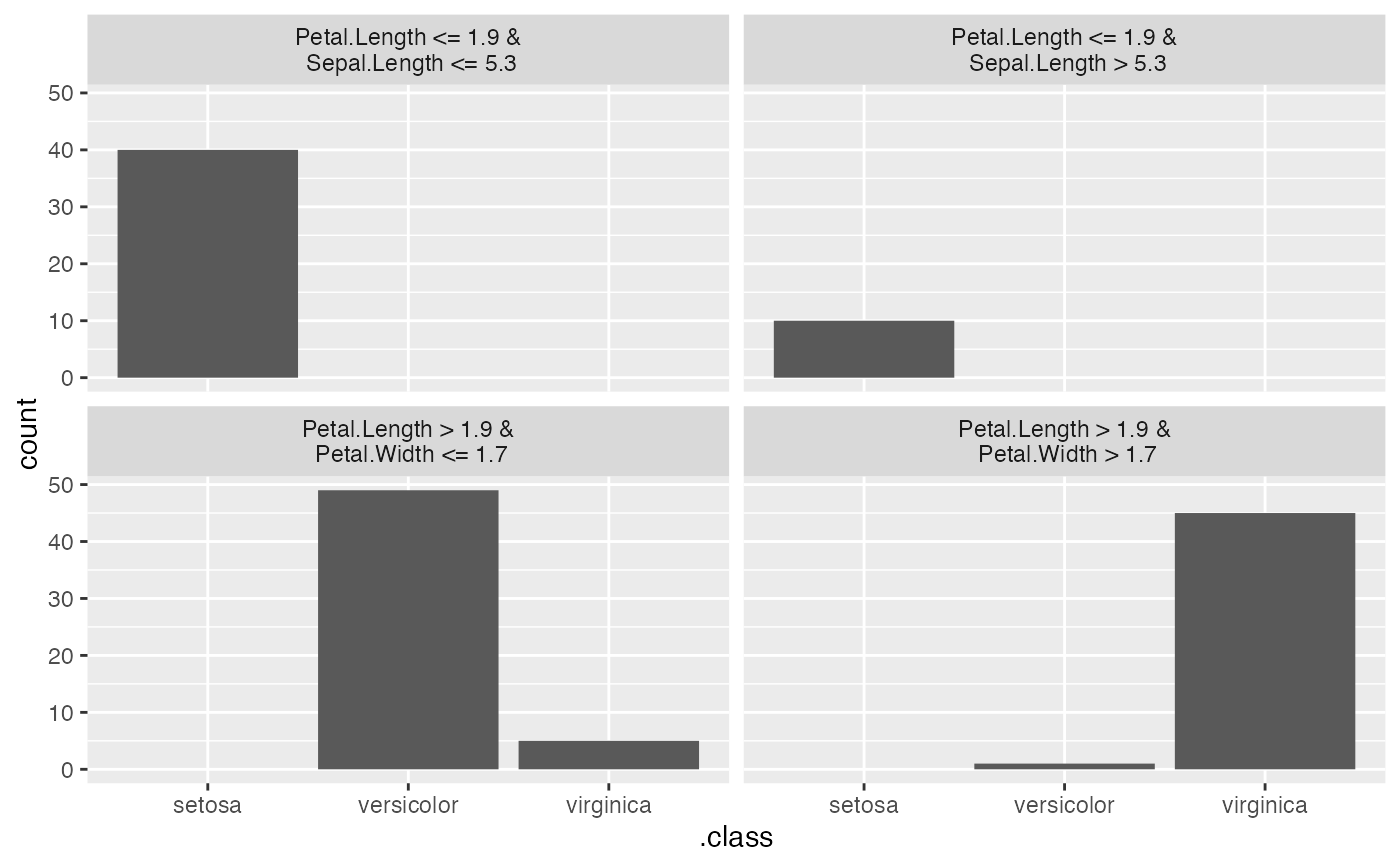 Petal.Length <= 1.9 &
Sepal.Length <= 5.3
Petal.Length <= 1.9 &
Sepal.Length > 5.3
50
40
30
20
10
0
count
Petal.Length > 1.9 &
Petal.Width <= 1.7
Petal.Length > 1.9 &
Petal.Width > 1.7
50
40
30
20
10
0
setosa versicolor virginica setosa versicolor virginica
.class